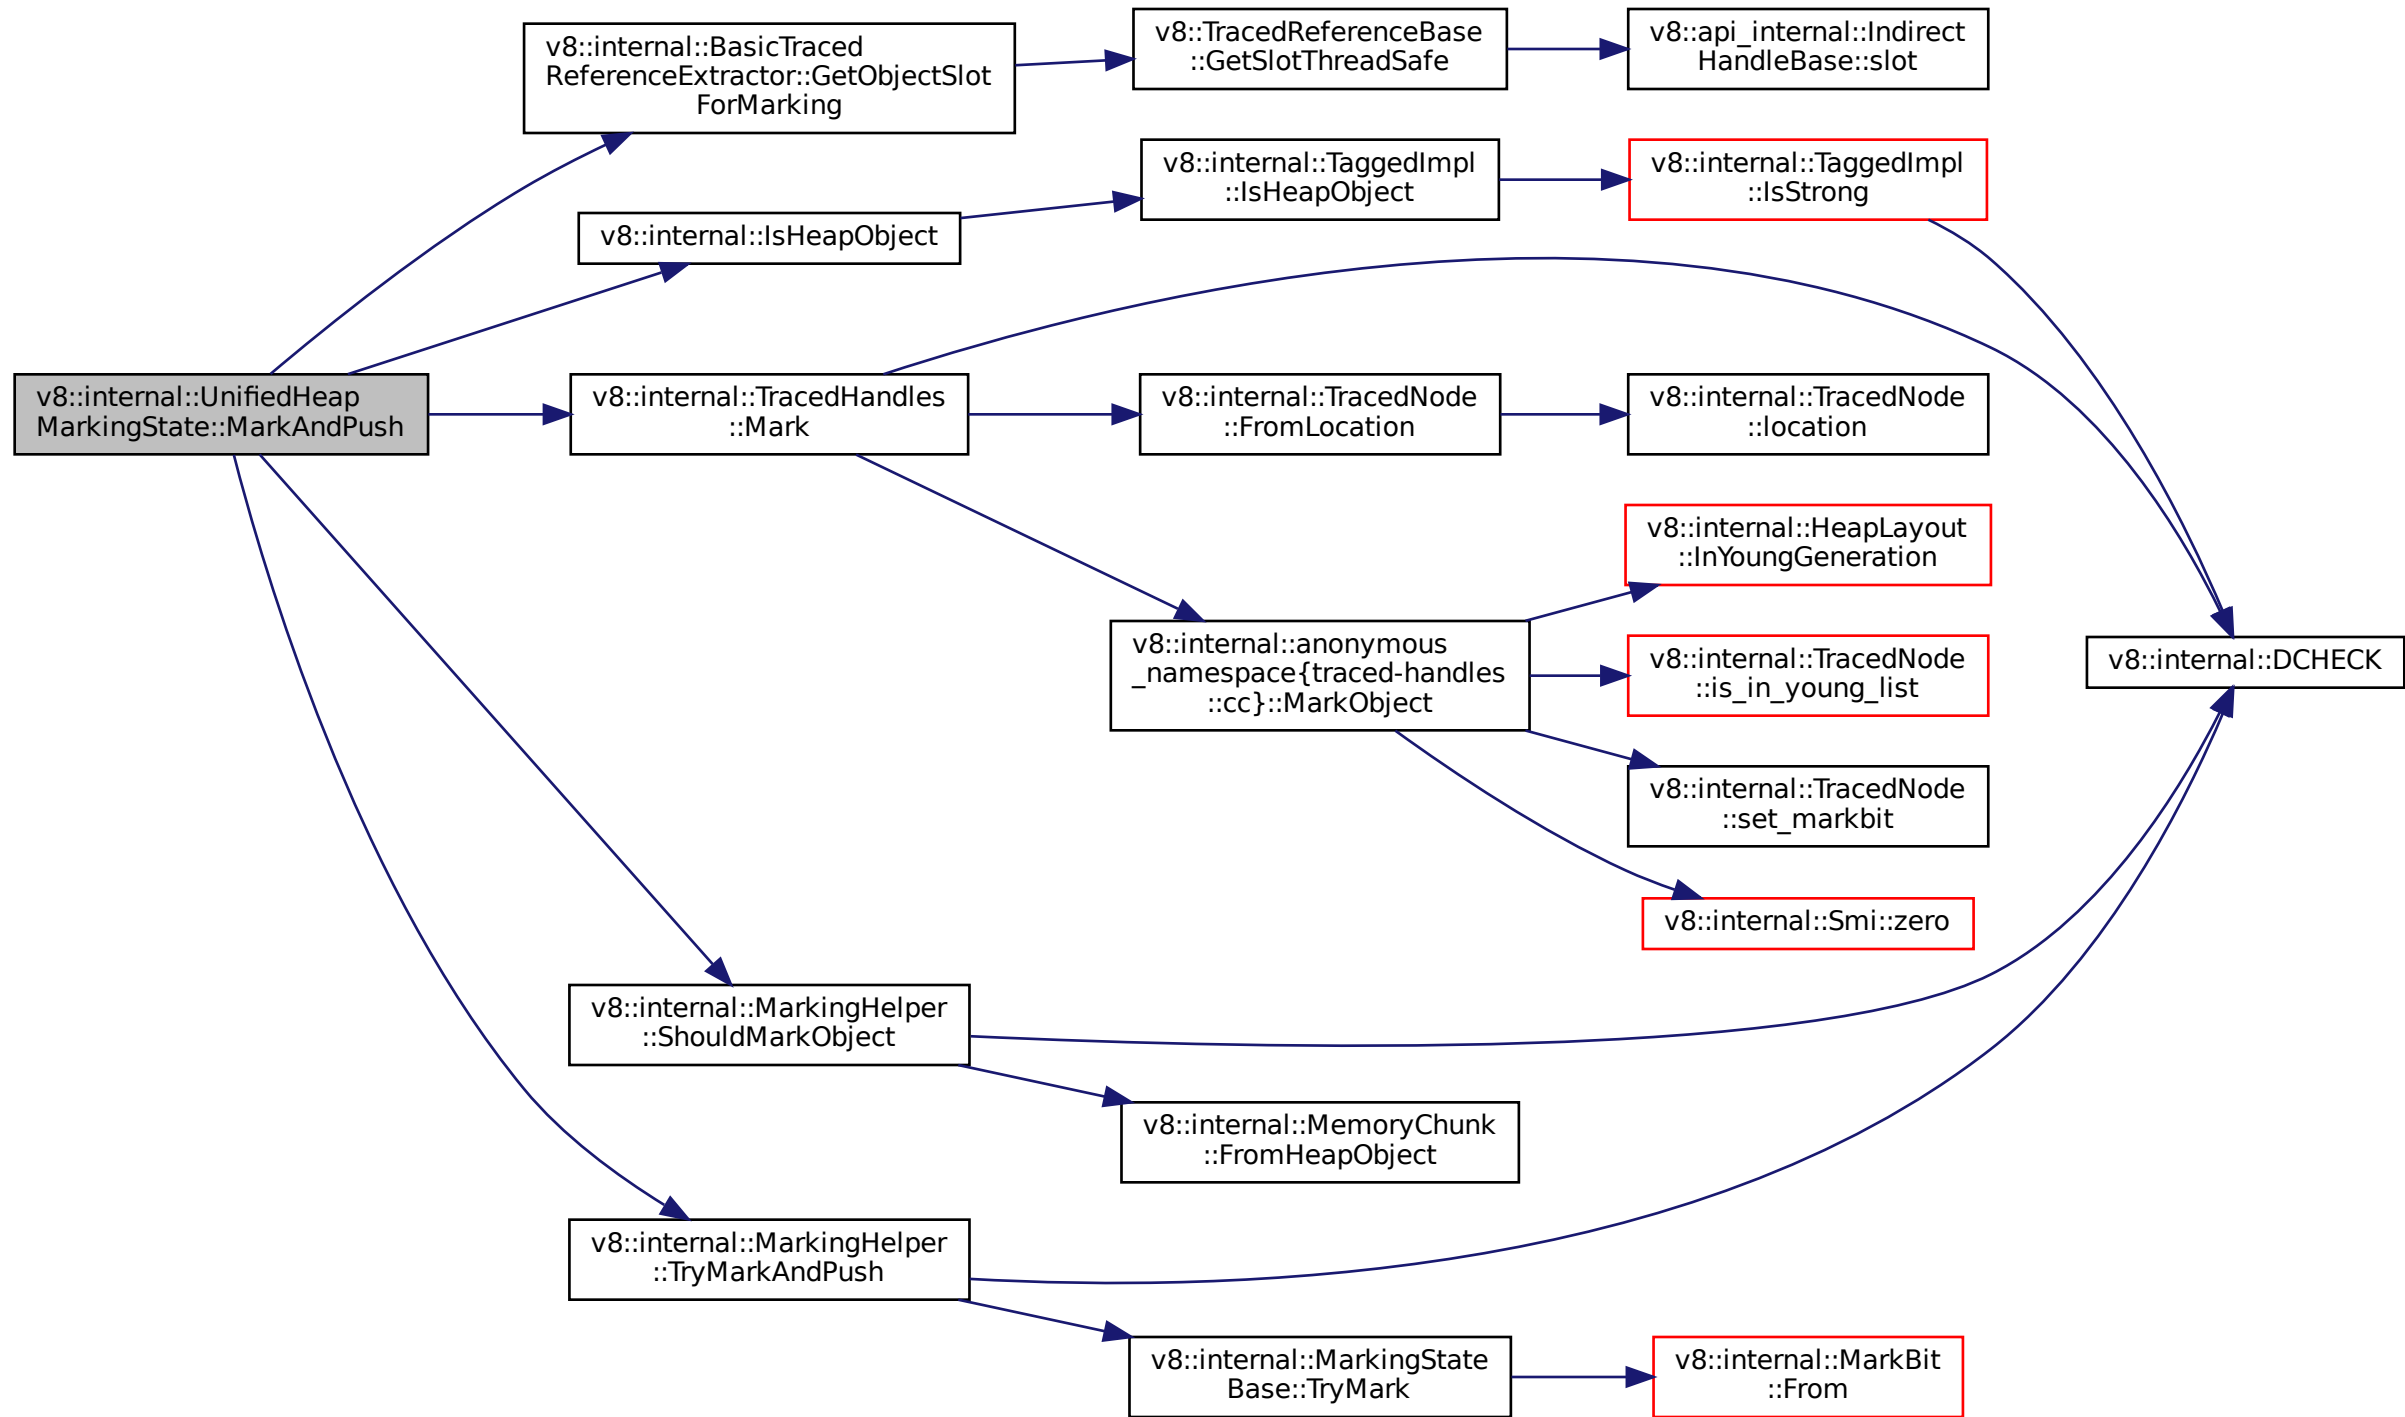 v8::internal::UnifiedHeap
MarkingState::MarkAndPush
v8::internal::BasicTraced
ReferenceExtractor::GetObjectSlot
ForMarking
v8::TracedReferenceBase
::GetSlotThreadSafe
v8::api_internal::Indirect
HandleBase::slot
v8::internal::IsHeapObject
v8::internal::TaggedImpl
::IsHeapObject
v8::internal::TaggedImpl
::IsStrong
v8::internal::DCHECK
v8::internal::TracedHandles
::Mark
v8::internal::TracedNode
::FromLocation
v8::internal::TracedNode
::location
v8::internal::anonymous
_namespace{traced-handles
::cc}::MarkObject
v8::internal::HeapLayout
::InYoungGeneration
v8::internal::TracedNode
::is_in_young_list
v8::internal::TracedNode
::set_markbit
v8::internal::Smi::zero
v8::internal::MarkingHelper
::ShouldMarkObject
v8::internal::MemoryChunk
::FromHeapObject
v8::internal::MarkingHelper
::TryMarkAndPush
v8::internal::MarkingState
Base::TryMark
v8::internal::MarkBit
::From